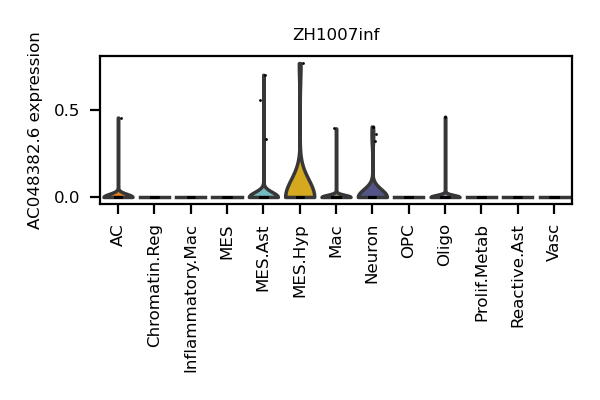 ZH1007inf
AC048382.6 expression
0.5
0.0
AC
Chromatin.Reg
Inflammatory.Mac
MES
MES.Ast
MES.Hyp
Mac
Neuron
OPC
Oligo
Prolif.Metab
Reactive.Ast
Vasc